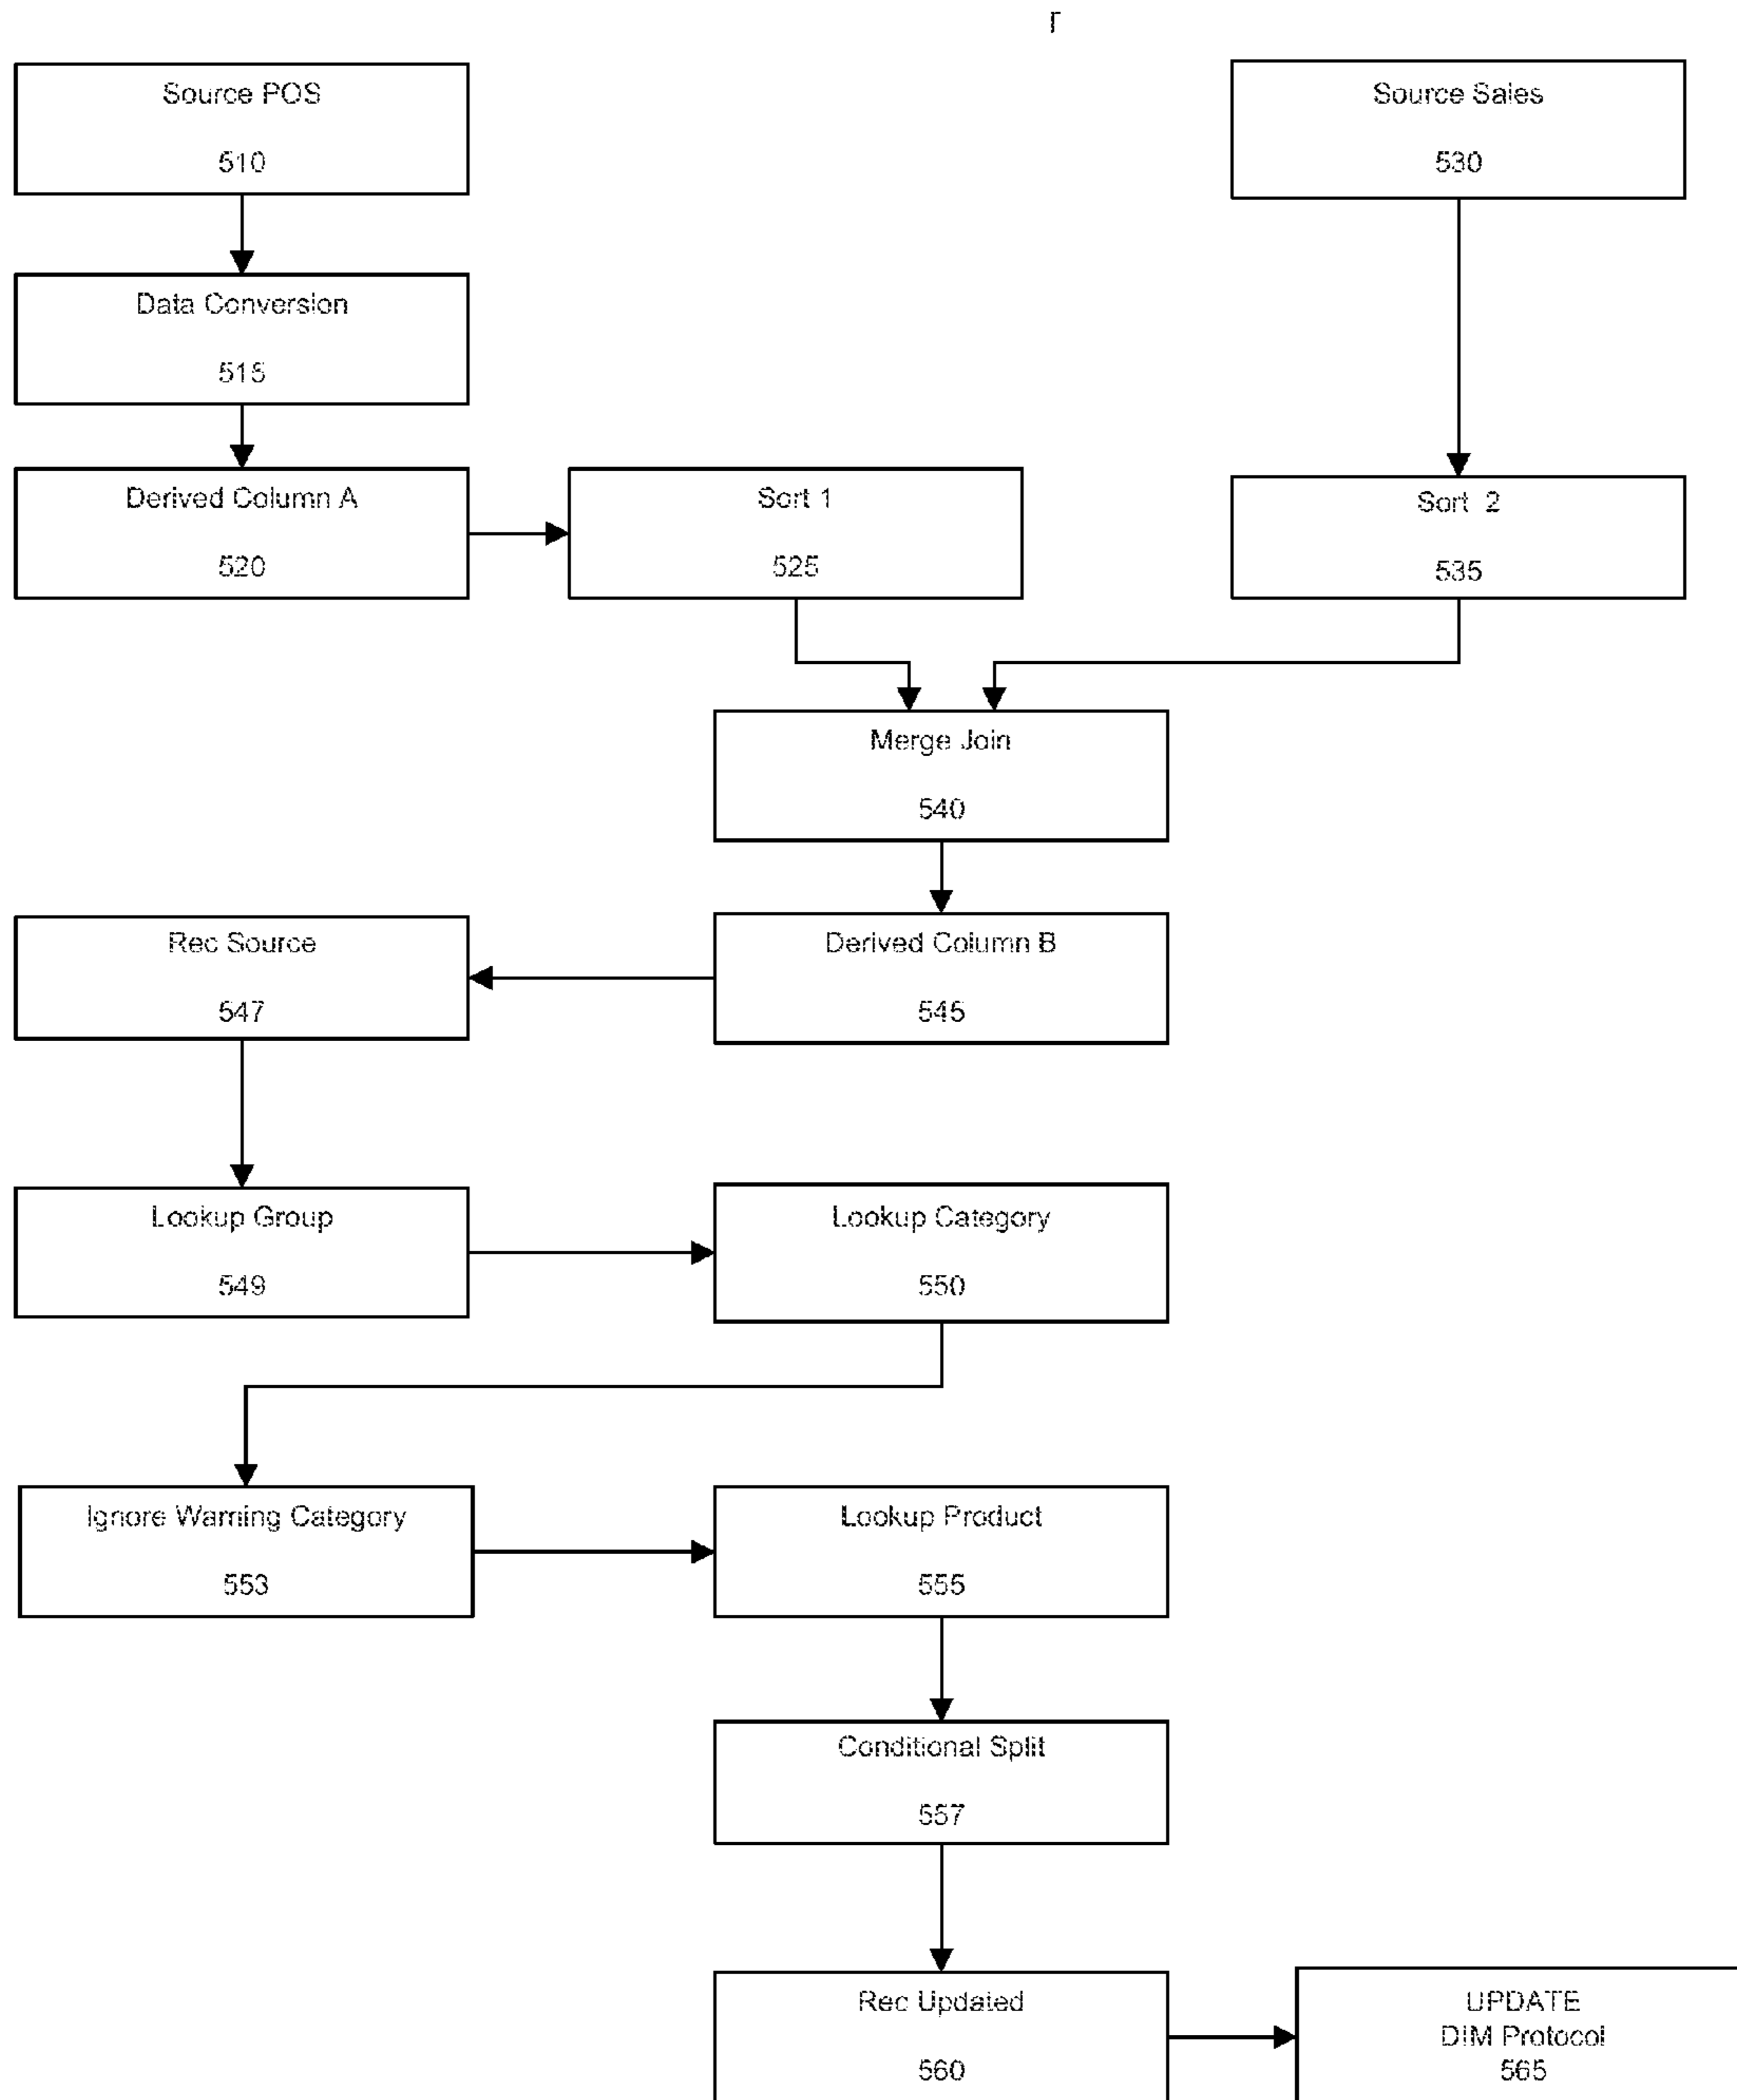 Source POS
510
Source Sales
530
Data Conversion
515
Derived Column A
520
Sort 1
525
Sort 2
535
Merge Join
540
Rec Source
547
Derived Column B
545
Lookup Group
549
Lookup Category
550
Ignore Warning Category
553
Lookup Product
555
Conditional Split
557
Rec Updated
560
UPDATE
DIM Protocol
565